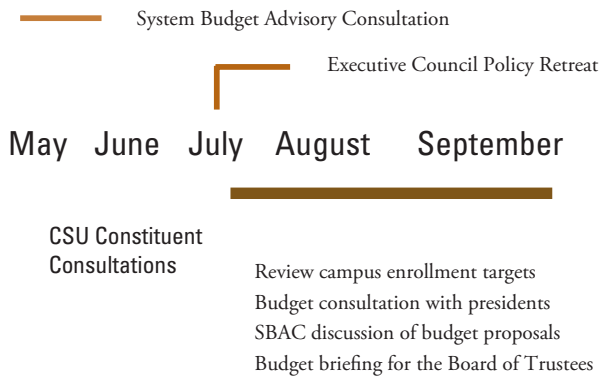 System Budget Advisory Consultation
Executive Council Policy Retreat
May June July August September
CSU Constituent
Consultations
Review campus enrollment targets
Budget consultation with presidents
SBAC discussion of budget proposals
Budget briefing for the Board of Trustees